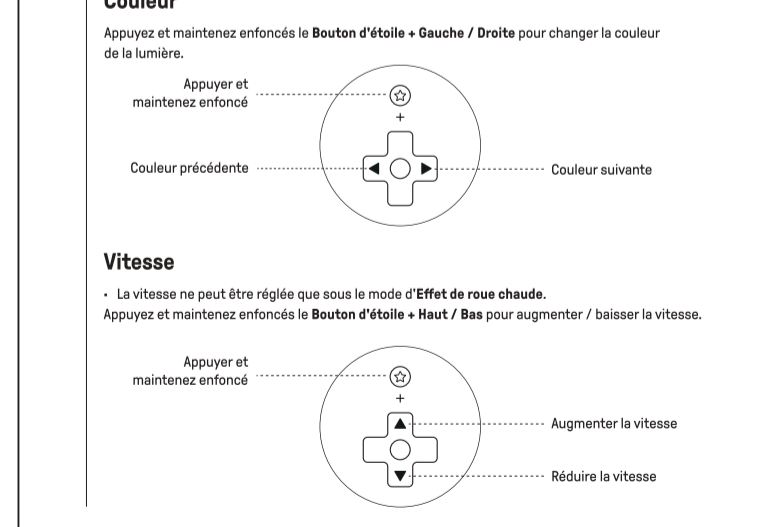 Couleur
Appuyez et maintenez enfoncés le Bouton d'étoile + Gauche / Droite pour changer la couleur
de la lumière.
Appuyer et
maintenez enfoncé
+
Couleur précédente
Couleur suivante
Vitesse
• La vitesse ne peut être réglée que sous le mode d'Effet de roue chaude.
Appuyez et maintenez enfoncés le Bouton d'étoile + Haut / Bas pour augmenter / baisser la vitesse.
Appuyer et
maintenez enfoncé
+
Augmenter la vitesse
Réduire la vitesse